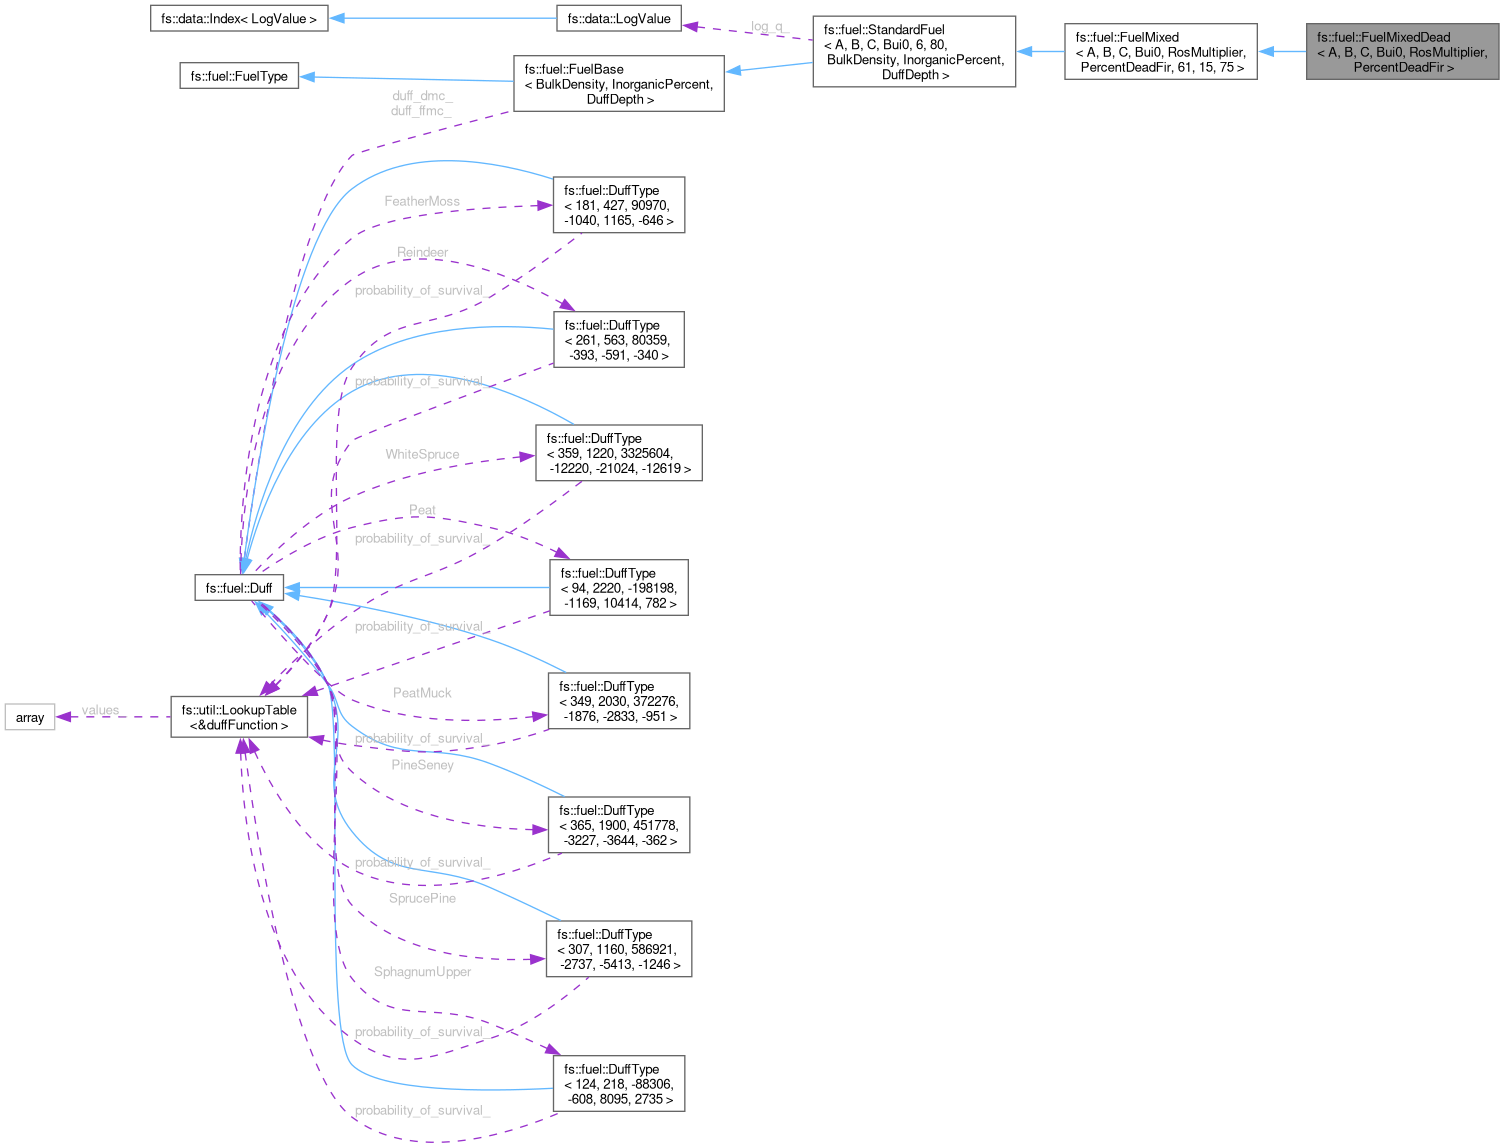 fs::data::Index< LogValue >
fs::data::LogValue
log_q_
fs::fuel::StandardFuel
< A, B, C, Bui0, 6, 80,
BulkDensity, InorganicPercent,
DuffDepth >
fs::fuel::FuelMixed
< A, B, C, Bui0, RosMultiplier,
PercentDeadFir, 61, 15, 75 >
fs::fuel::FuelMixedDead
< A, B, C, Bui0, RosMultiplier,
PercentDeadFir >
fs::fuel::FuelType
fs::fuel::FuelBase
< BulkDensity, InorganicPercent,
DuffDepth >
duff_dmc_
duff_ffmc_
fs::fuel::DuffType
< 181, 427, 90970,
-1040, 1165, -646 >
FeatherMoss
Reindeer
probability_of_survival_
fs::fuel::DuffType
< 261, 563, 80359,
-393, -591, -340 >
probability_of_survival_
fs::fuel::DuffType
< 359, 1220, 3325604,
-12220, -21024, -12619 >
WhiteSpruce
Peat
probability_of_survival_
fs::fuel::Duff
fs::fuel::DuffType
< 94, 2220, -198198,
-1169, 10414, 782 >
probability_of_survival_
fs::fuel::DuffType
< 349, 2030, 372276,
-1876, -2833, -951 >
PeatMuck
array
values
fs::util::LookupTable
<&duffFunction >
probability_of_survival_
PineSeney
fs::fuel::DuffType
< 365, 1900, 451778,
-3227, -3644, -362 >
probability_of_survival_
SprucePine
fs::fuel::DuffType
< 307, 1160, 586921,
-2737, -5413, -1246 >
SphagnumUpper
probability_of_survival_
fs::fuel::DuffType
< 124, 218, -88306,
-608, 8095, 2735 >
probability_of_survival_